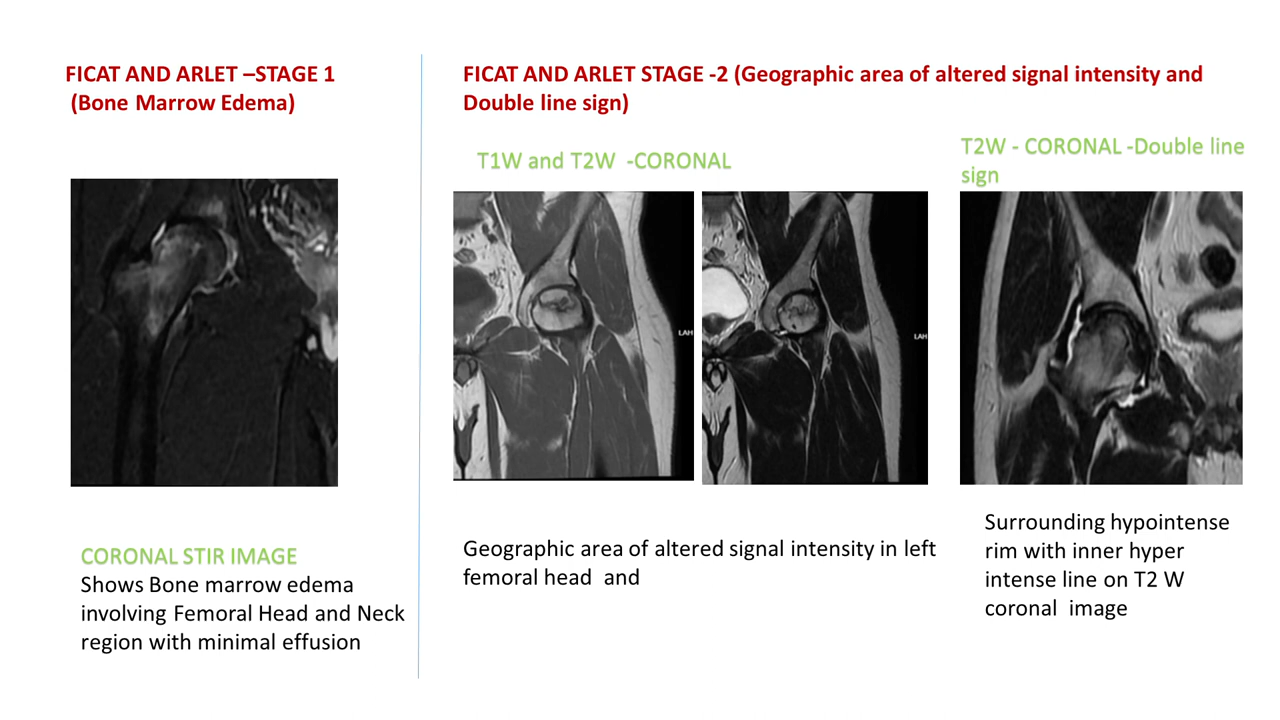 FICAT AND ARLET –STAGE 1
(Bone Marrow Edema)
CORONAL STIR IMAGE
Shows Bone marrow edema
involving Femoral Head and Neck
region with minimal effusion
FICAT AND ARLET STAGE -2 (Geographic area of altered signal intensity and
Double line sign)
T1W and T2W -CORONAL
T2W - CORONAL -Double line
sign
LAH
LAH
Geographic area of altered signal intensity in left
femoral head and
Surrounding hypointense
rim with inner hyper
intense line on T2 W
coronal image